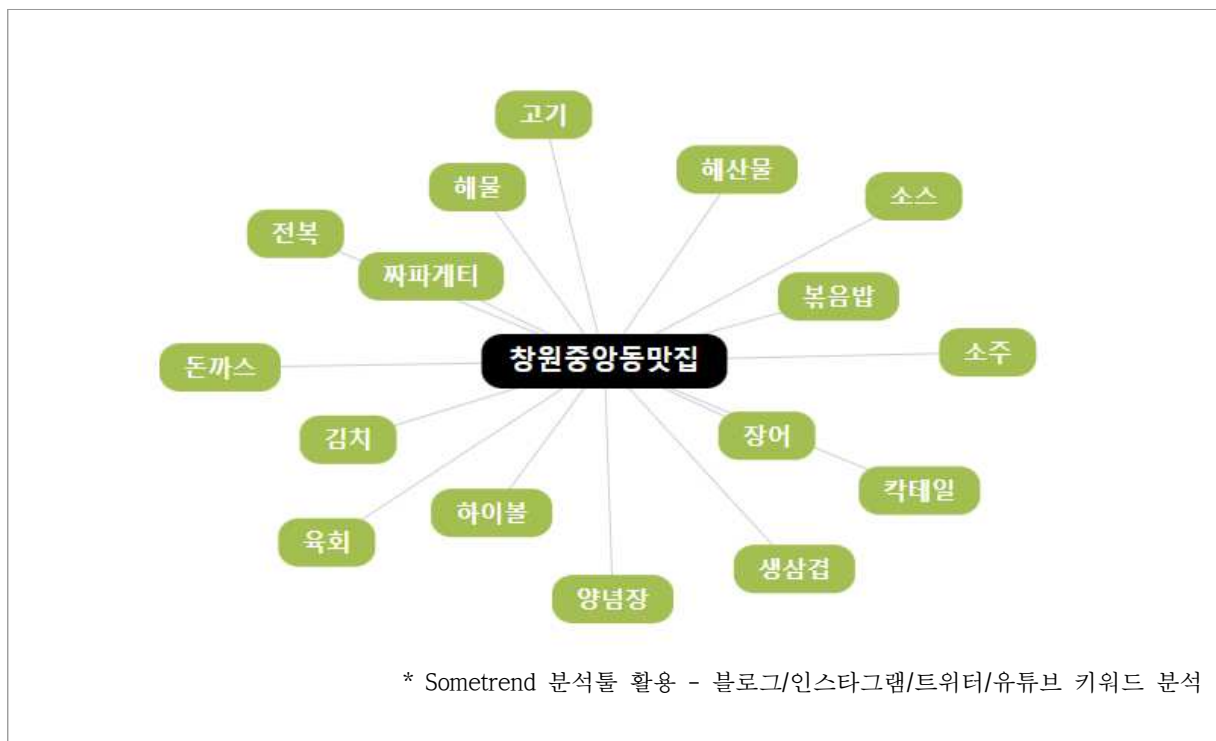 고기
해산물
해물
소스
전복
짜파게티
볶음밥
소주
창원중앙동맛집
돈까스
김치
장어
칵테일
하이볼
육회
생삼겹
양념장
* Sometrend 분석툴 활용 - 블로그/인스타그램/트위터/유튜브 키워드 분석